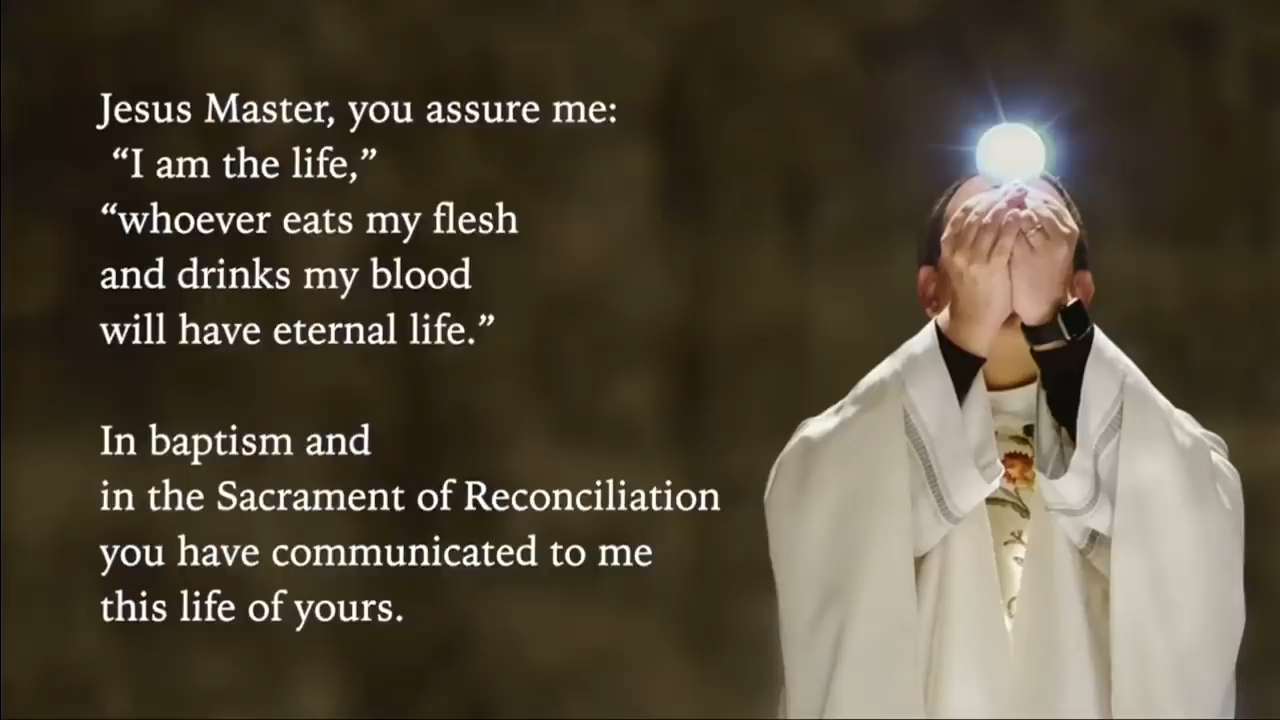 Jesus Master, you assure me:
“I am the life,”
“whoever eats my flesh
and drinks my blood
will have eternal life.”
In baptism and
in the Sacrament of Reconciliation
you have communicated to me
this life of yours.